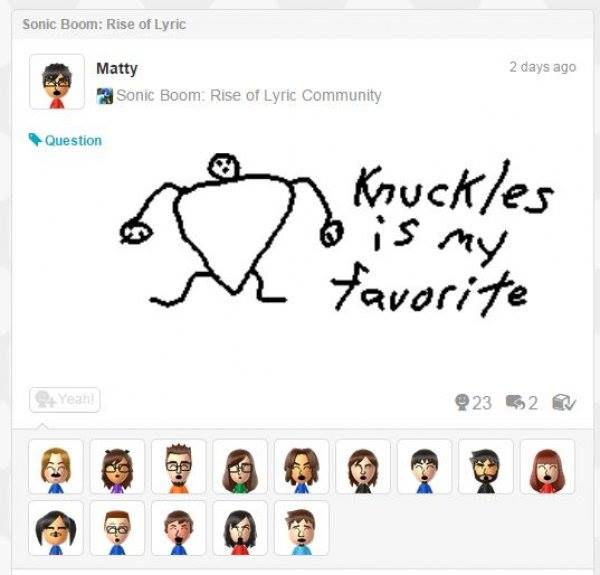 Sonic Boom: Rise of Lyric
Matty
2 days ago
Sonic Boom: Rise of Lyric Community
Question
Knuckles
is my
favorite
Yeah!
23
2